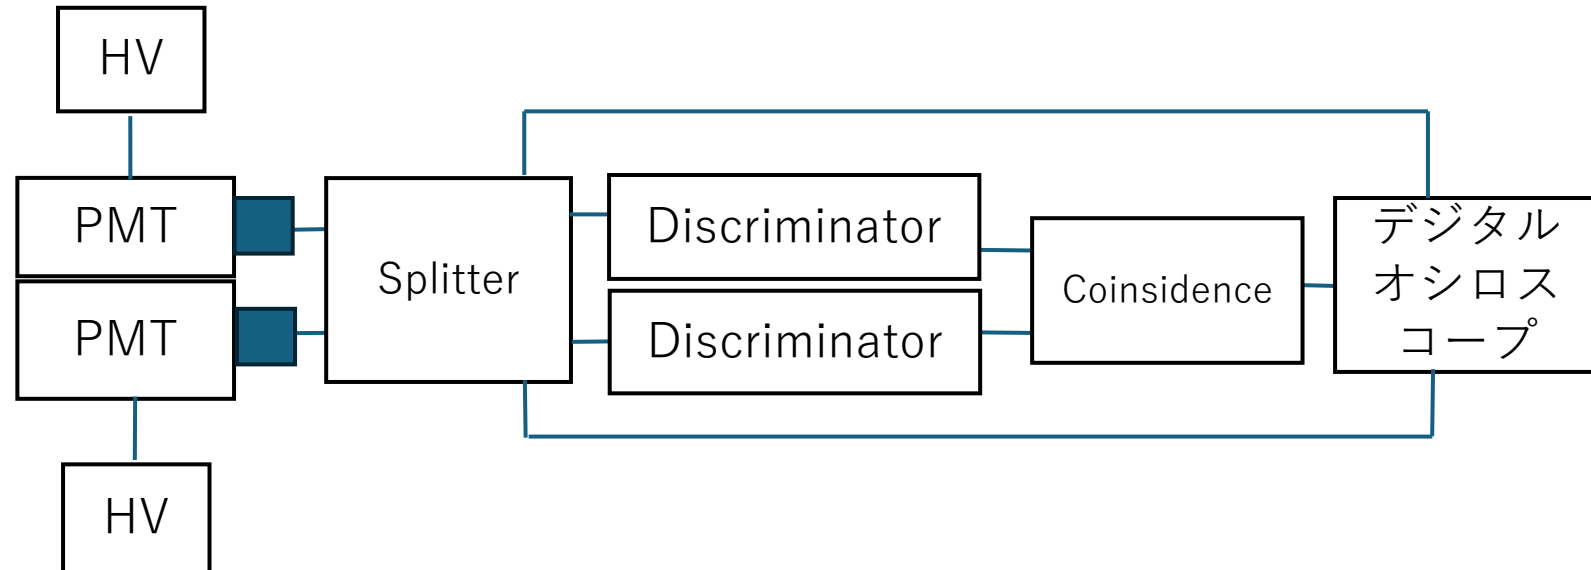 HV
PMT
PMT
HV
Splitter
Discriminator
Discriminator
Coinsidence
デジタル
オシロス
コープ